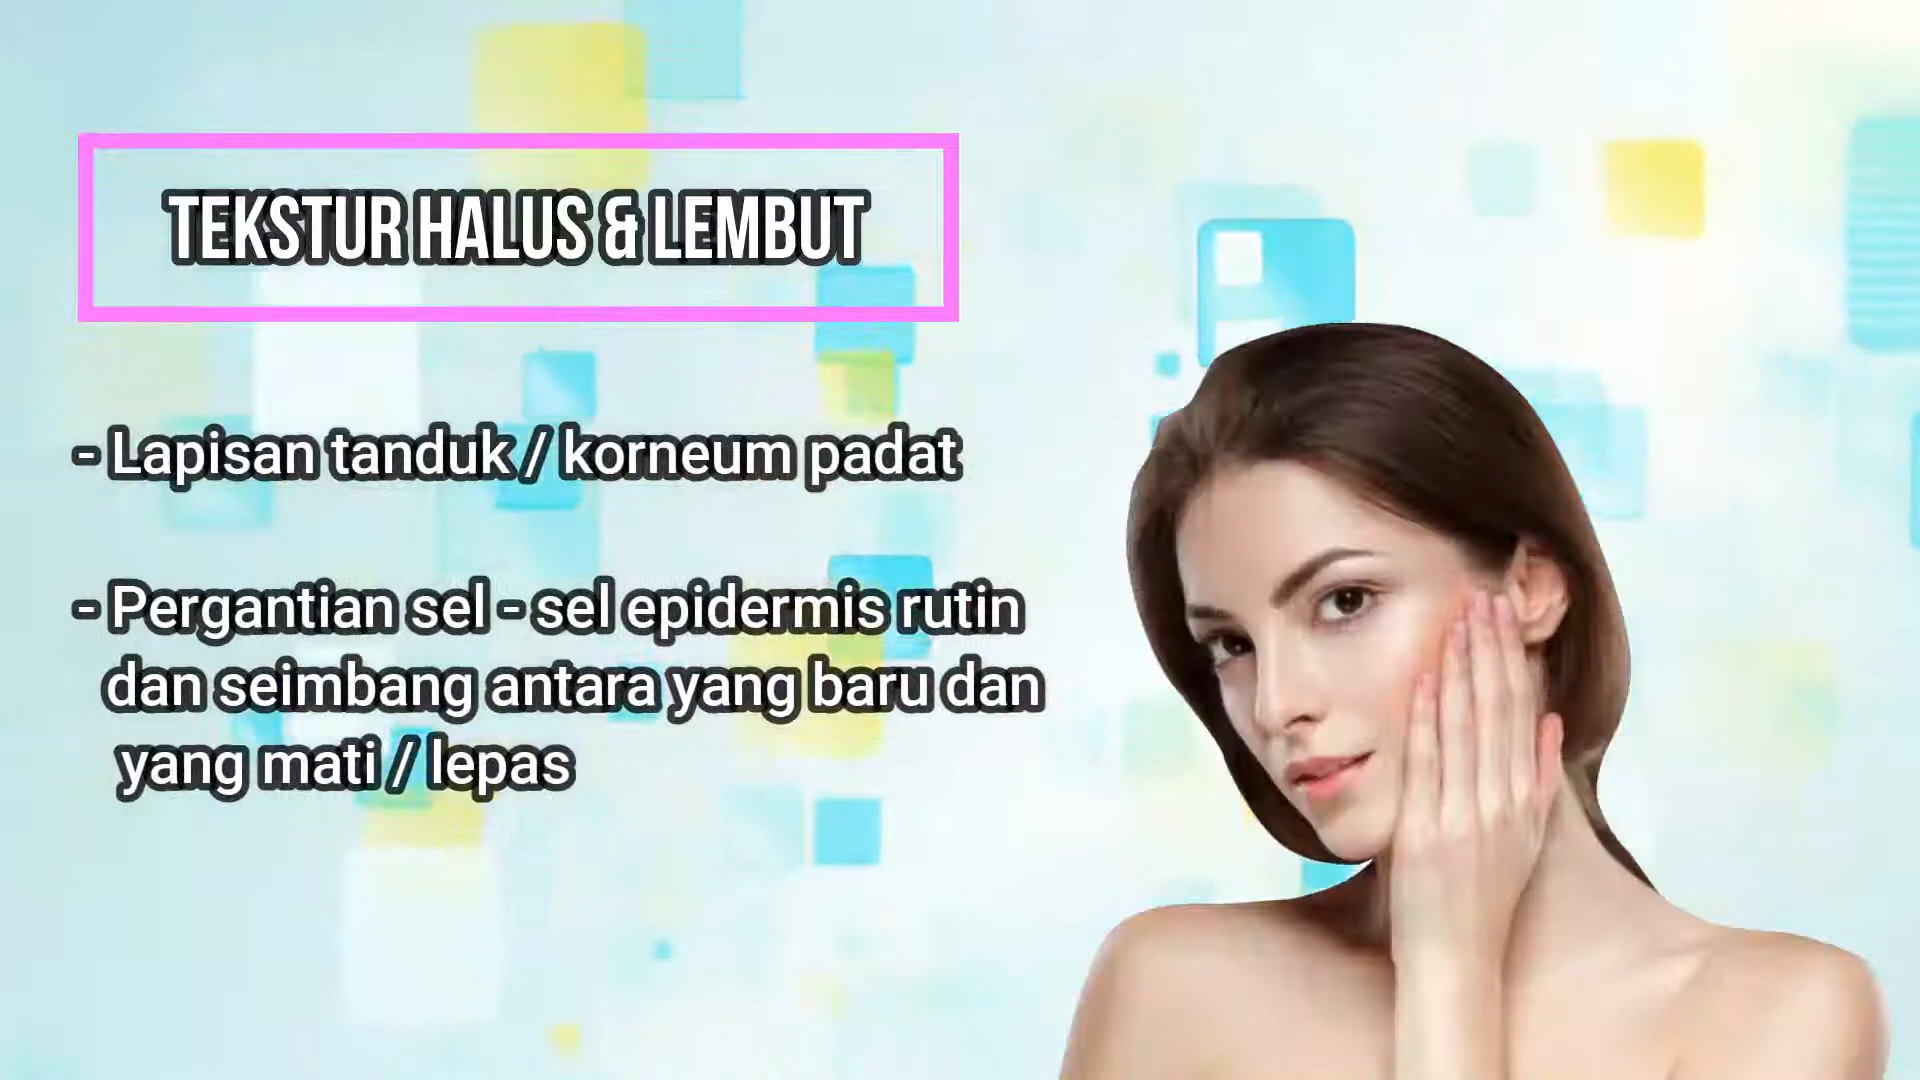 TEKSTUR HALUS & LEMBUT
- Lapisan tanduk / korneum padat
- Pergantian sel - sel epidermis rutin
dan seimbang antara yang baru dan
yang mati / lepas